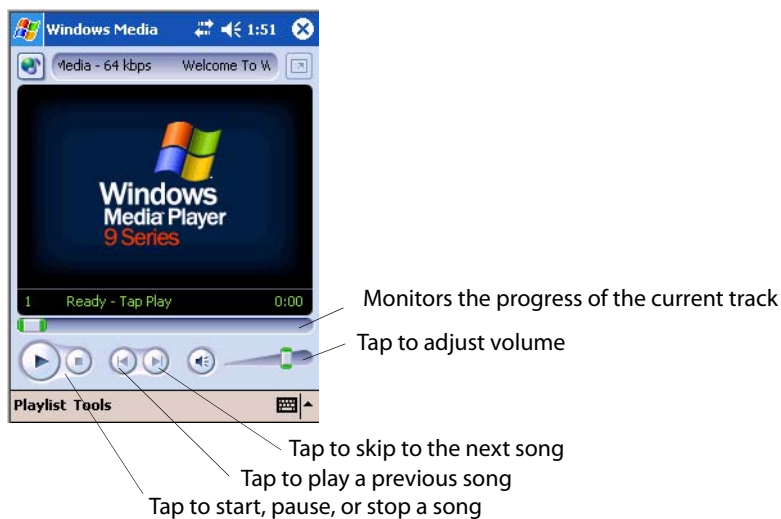 Windows Media 1:51
Media - 64 kbps Welcome To W
Windows
Media Player
9 Series
1 Ready - Tap Play 0:00
Monitors the progress of the current track
Tap to adjust volume
Playlist Tools
Tap to skip to the next song
Tap to play a previous song
Tap to start, pause, or stop a song